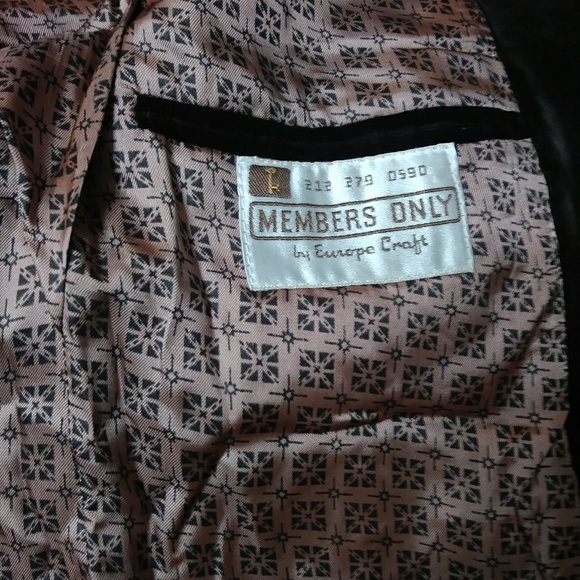 212 279 0590
MEMBERS ONLY
by Europe Craft